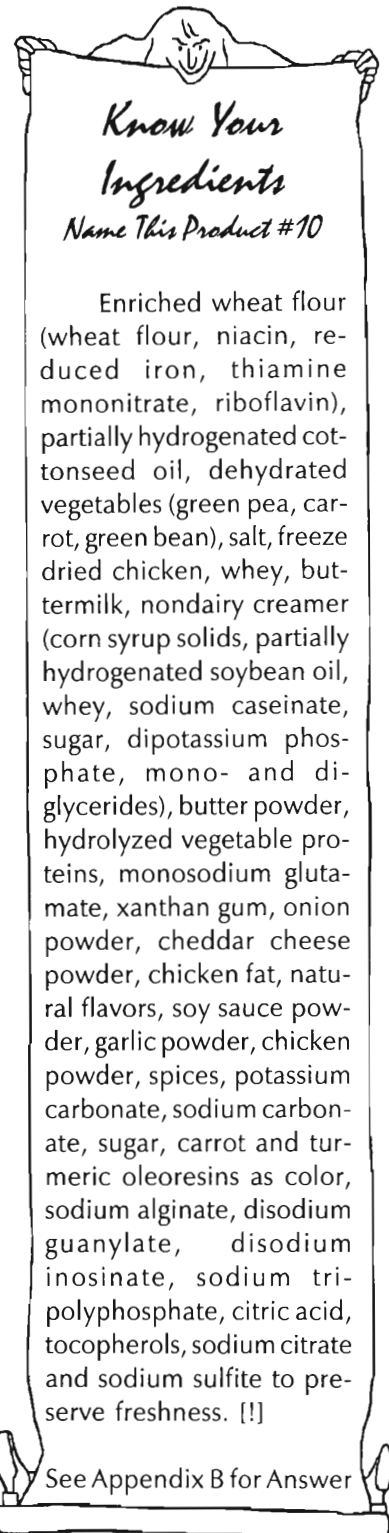 Know Your
Ingredients
Name This Product #10
Enriched wheat flour
(wheat flour, niacin, re-
duced iron, thiamine
mononitrate, riboflavin),
partially hydrogenated cot-
tonseed oil, dehydrated
vegetables (green pea, car-
rot, green bean), salt, freeze
dried chicken, whey, but-
termilk, nondairy creamer
(corn syrup solids, partially
hydrogenated soybean oil,
whey, sodium caseinate,
sugar, dipotassium phos-
phate, mono- and di-
glycerides), butter powder,
hydrolyzed vegetable pro-
teins, monosodium gluta-
mate, xanthan gum, onion
powder, cheddar cheese
powder, chicken fat, natu-
ral flavors, soy sauce pow-
der, garlic powder, chicken
powder, spices, potassium
carbonate, sodium carbon-
ate, sugar, carrot and tur-
meric oleoresins as color,
sodium alginate, disodium
guanylate, disodium
inosinate, sodium tri-
polyphosphate, citric acid,
tocopherols, sodium citrate
and sodium sulfite to pre-
serve freshness. [!]
See Appendix B for Answer